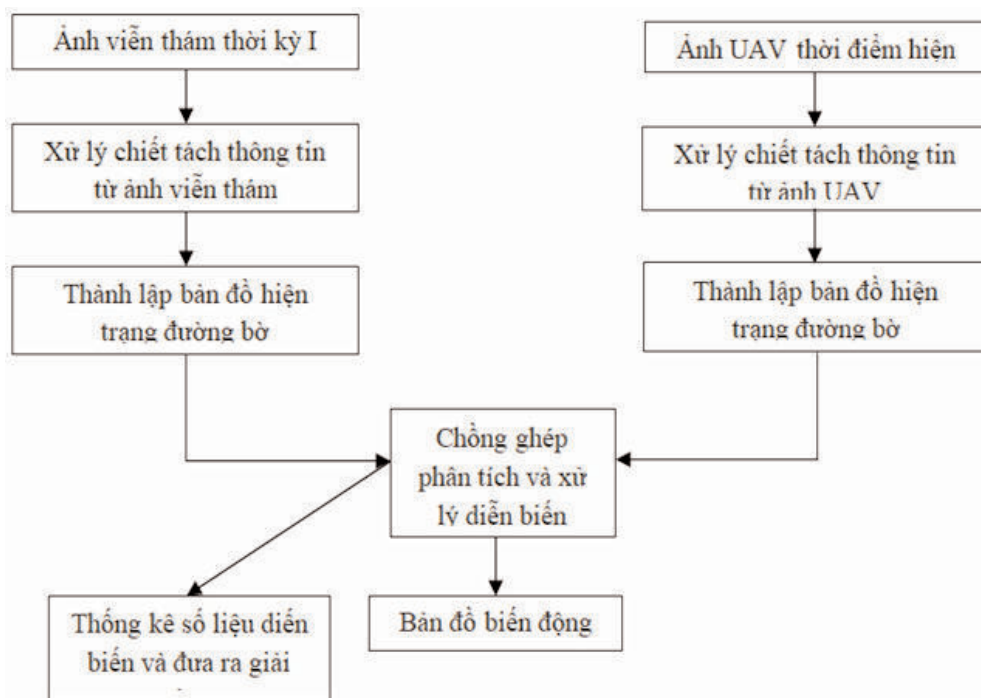 Ảnh viễn thám thời kỳ I
Xử lý chiết tách thông tin
từ ảnh viễn thám
Thành lập bản đồ hiện
trạng đường bờ
Ảnh UAV thời điểm hiện
Xử lý chiết tách thông tin
từ ảnh UAV
Thành lập bản đồ hiện
trạng đường bờ
Chồng ghép
phân tích và xử
lý diễn biến
Thống kê số liệu diến
biến và đưa ra giải
Bản đồ biến động